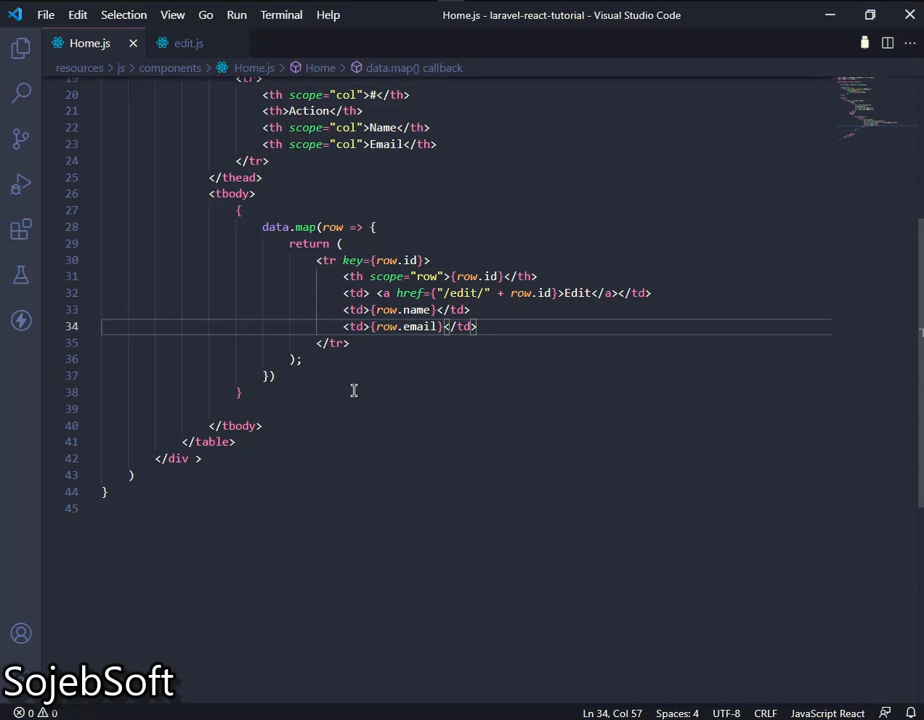 File Edit Selection View Go Run Terminal Help Home.js - laravel-react-tutorial - Visual Studio Code
Home.js edit.js
resources > js > components > Home.js > Home > data.map() callback
19 <tr>
20 <th scope="col">#</th>
21 <th>Action</th>
22 <th scope="col">Name</th>
23 <th scope="col">Email</th>
24 </tr>
25 </thead>
26 <tbody>
27 {
28 data.map(row => {
29 return (
30 <tr key={row.id}>
31 <th scope="row">{row.id}</th>
32 <td> <a href={"/edit/" + row.id}>Edit</a></td>
33 <td>{row.name}</td>
34 <td>{row.email}</td>
35 </tr>
36 );
37 })
38 }
39
40 </tbody>
41 </table>
42 </div >
43 )
44 }
45
SojebSoft
0 0 Ln 34, Col 57 Spaces: 4 UTF-8 CRLF JavaScript React